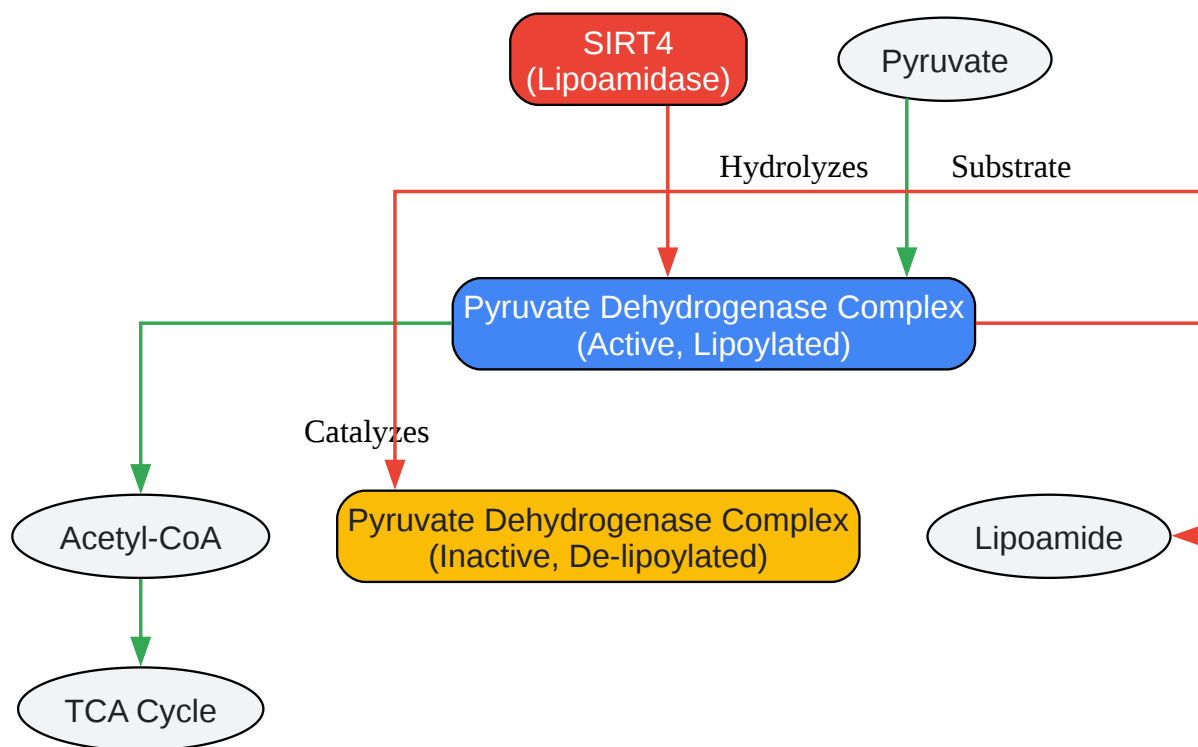 SIRT4
(Lipoamidase)
Pyruvate
Hydrolyzes
Substrate
Pyruvate Dehydrogenase Complex
(Active, Lipoylated)
Catalyzes
Acetyl-CoA
Pyruvate Dehydrogenase Complex
(Inactive, De-lipoylated)
Lipoamide
TCA Cycle